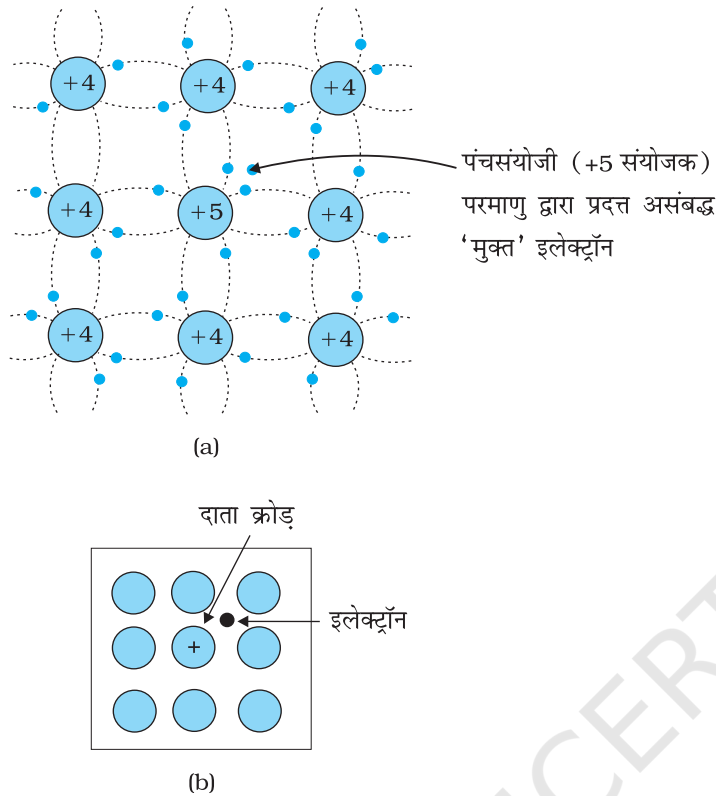 +4 +4 +4
पंचसंयोजी (+5 संयोजक)
परमाणु द्वारा प्रदत्त असंबद्ध
‘मुक्त’ इलेक्ट्रॉन
+4 +5 +4
+4 +4 +4
(a)
दाता क्रोड़
इलेक्ट्रॉन
+
(b)
NCERT